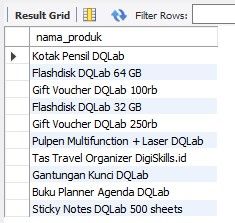 Result Grid
Filter Rows:
nama_produk
Kotak Pensil DQLab
Flashdisk DQLab 64 GB
Gift Voucher DQLab 100rb
Flashdisk DQLab 32 GB
Gift Voucher DQLab 250rb
Pulpen Multifunction + Laser DQLab
Tas Travel Organizer DigiSkills.id
Gantungan Kunci DQLab
Buku Planner Agenda DQLab
Sticky Notes DQLab 500 sheets